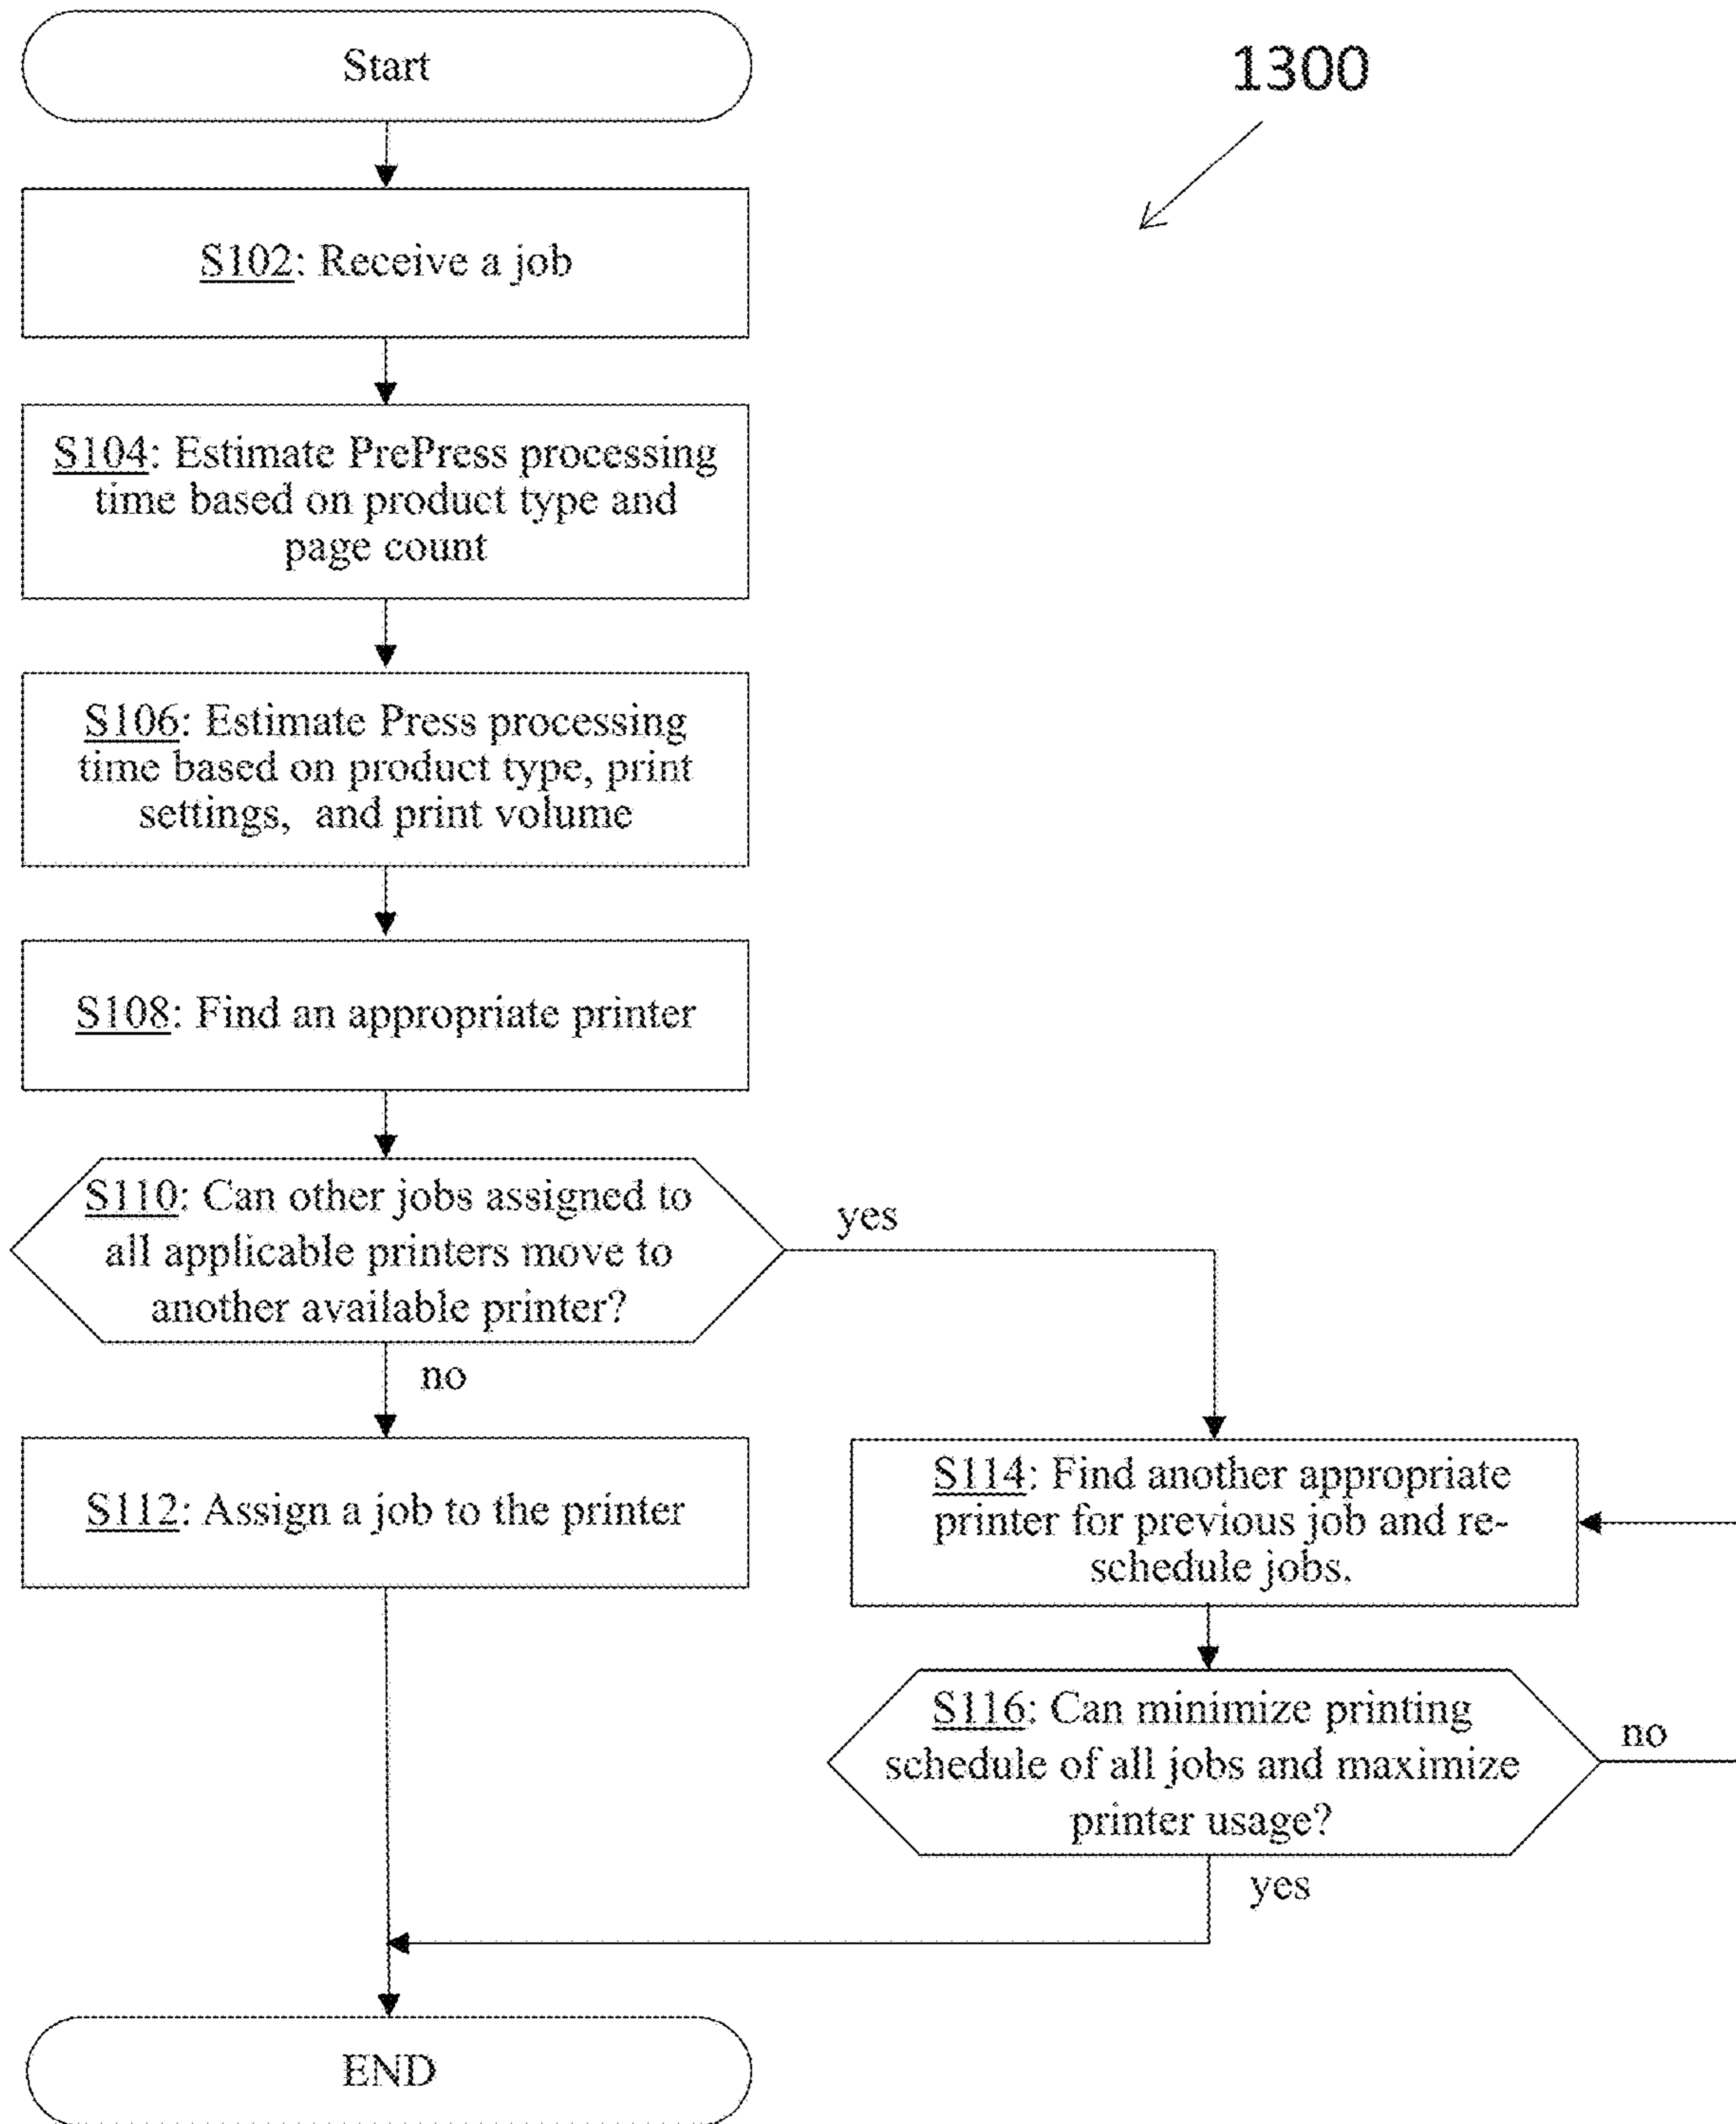 Start
1300
S102: Receive a job
S104: Estimate PrePress processing
time based on product type and
page count
S106: Estimate Press processing
time based on product type, print
settings,  and print volume
S108: Find an appropriate printer
S110: Can other jobs assigned to
all applicable printers move to
another available printer?
yes
no
S112: Assign a job to the printer
S114: Find another appropriate
printer for previous job and re-
schedule jobs.
S116: Can minimize printing
schedule of all jobs and maximize
printer usage?
no
yes
END